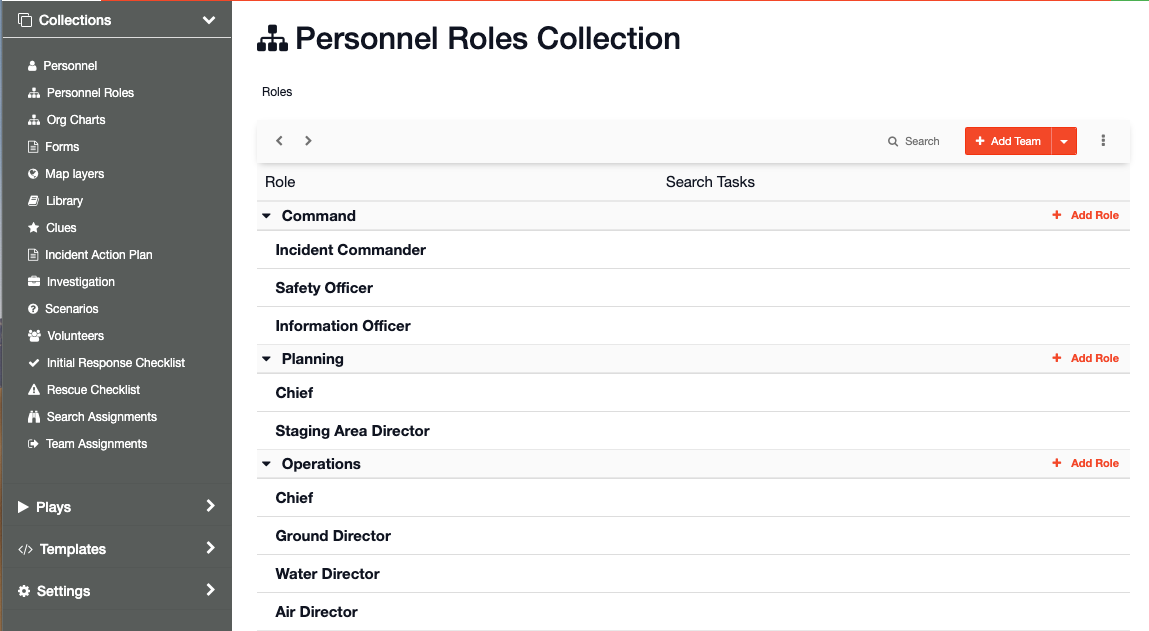 Collections
Personnel
Personnel Roles
Org Charts
Forms
Map layers
Library
Clues
Incident Action Plan
Investigation
Scenarios
Volunteers
Initial Response Checklist
Rescue Checklist
Search Assignments
Team Assignments
Plays
Templates
Settings
Personnel Roles Collection
Roles
Search + Add Team
Role Search Tasks
Command + Add Role
Incident Commander
Safety Officer
Information Officer
Planning + Add Role
Chief
Staging Area Director
Operations + Add Role
Chief
Ground Director
Water Director
Air Director